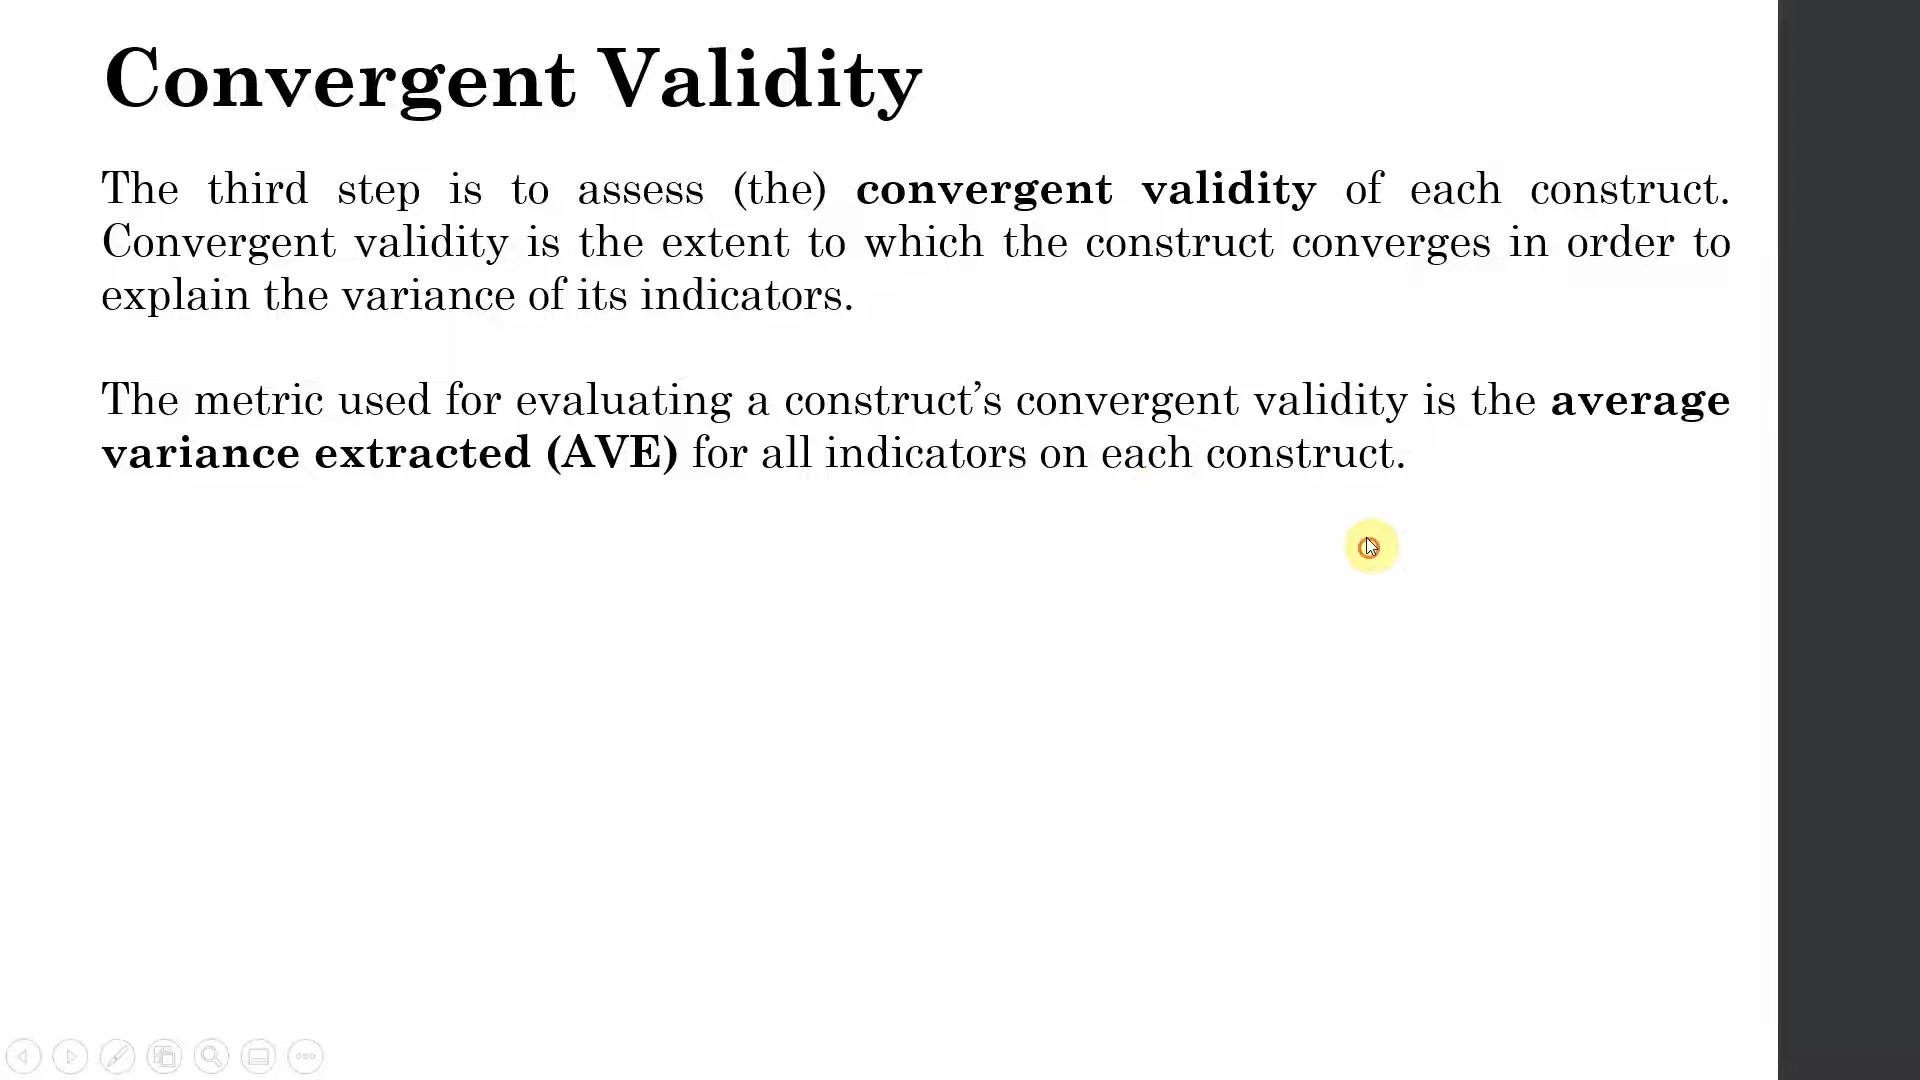 Convergent Validity
The third step is to assess (the) convergent validity of each construct.
Convergent validity is the extent to which the construct converges in order to
explain the variance of its indicators.
The metric used for evaluating a construct’s convergent validity is the average
variance extracted (AVE) for all indicators on each construct.